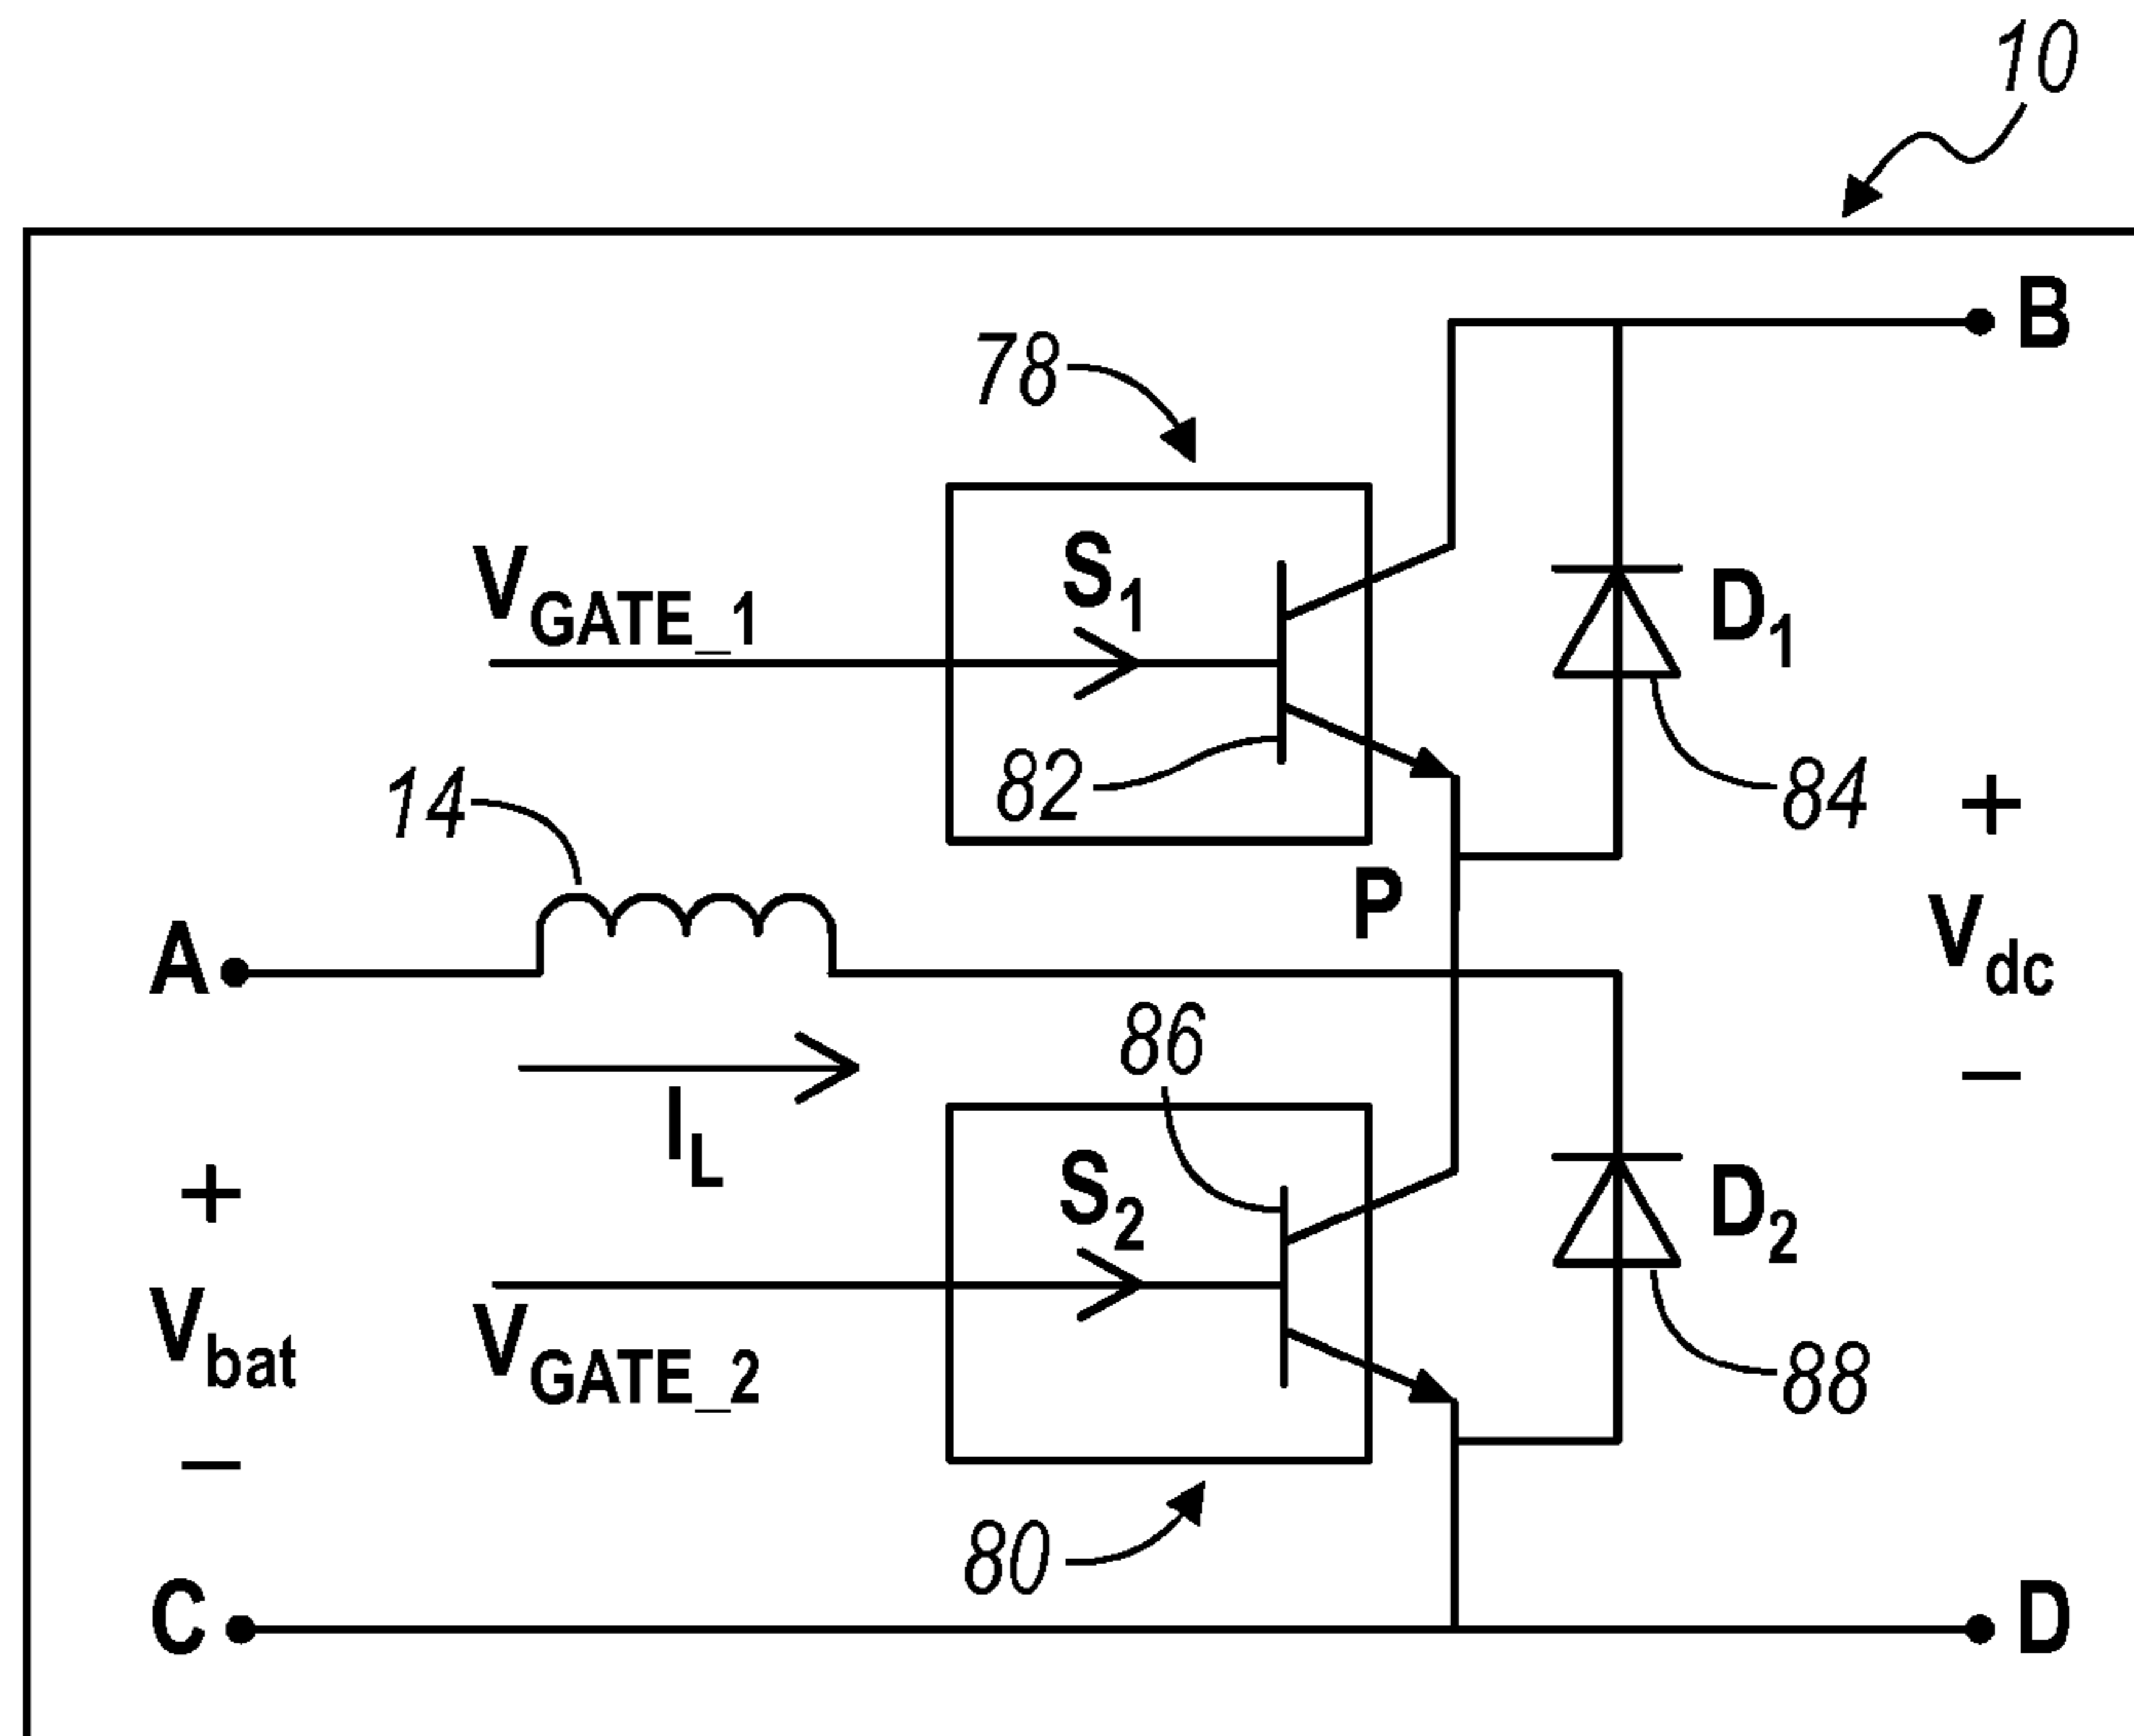 10
B
78
S1
VGATE_1
D1
82
84
14
+
P
A
Vdc
86
−
IL
S2
+
D2
Vbat
VGATE_2
88
−
80
C
D